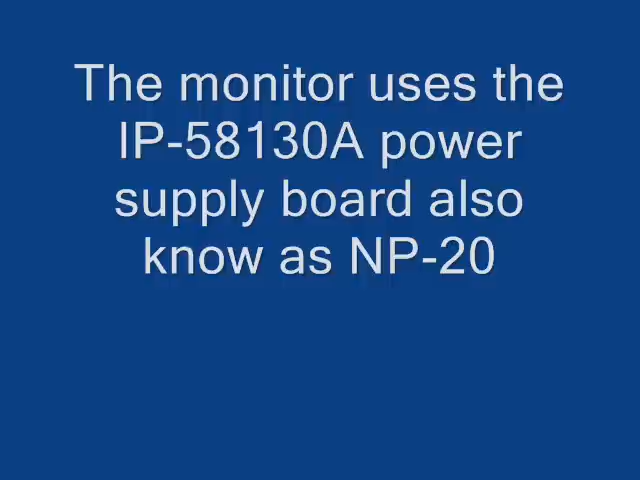 The monitor uses the
IP-58130A power
supply board also
know as NP-20